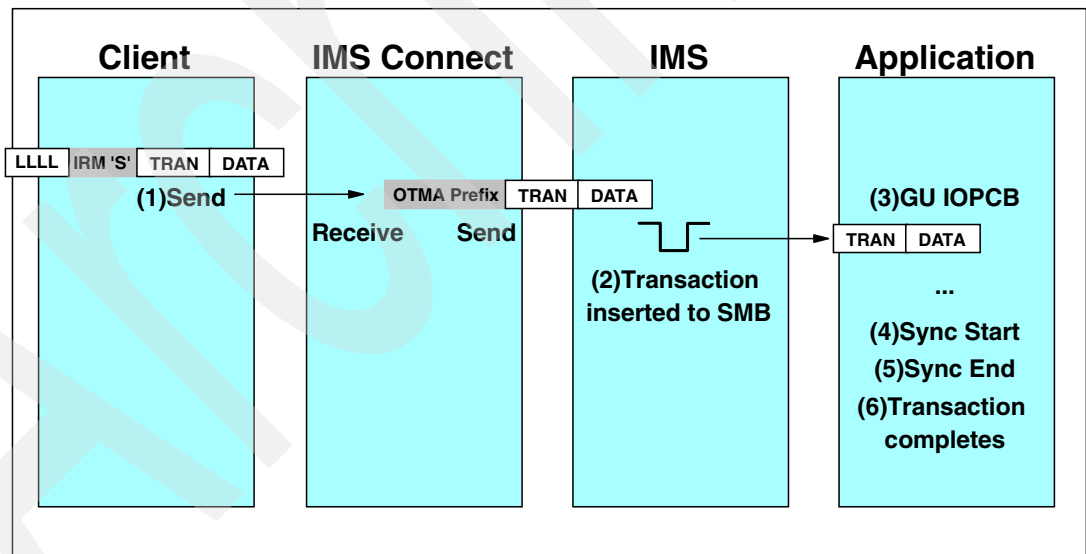 Client IMS Connect IMS Application
LLLL IRM 'S' TRAN DATA
(1)Send
OTMA Prefix TRAN DATA
Receive Send
(2)Transaction
inserted to SMB
(3)GU IOPCB
TRAN DATA
...
(4)Sync Start
(5)Sync End
(6)Transaction
completes